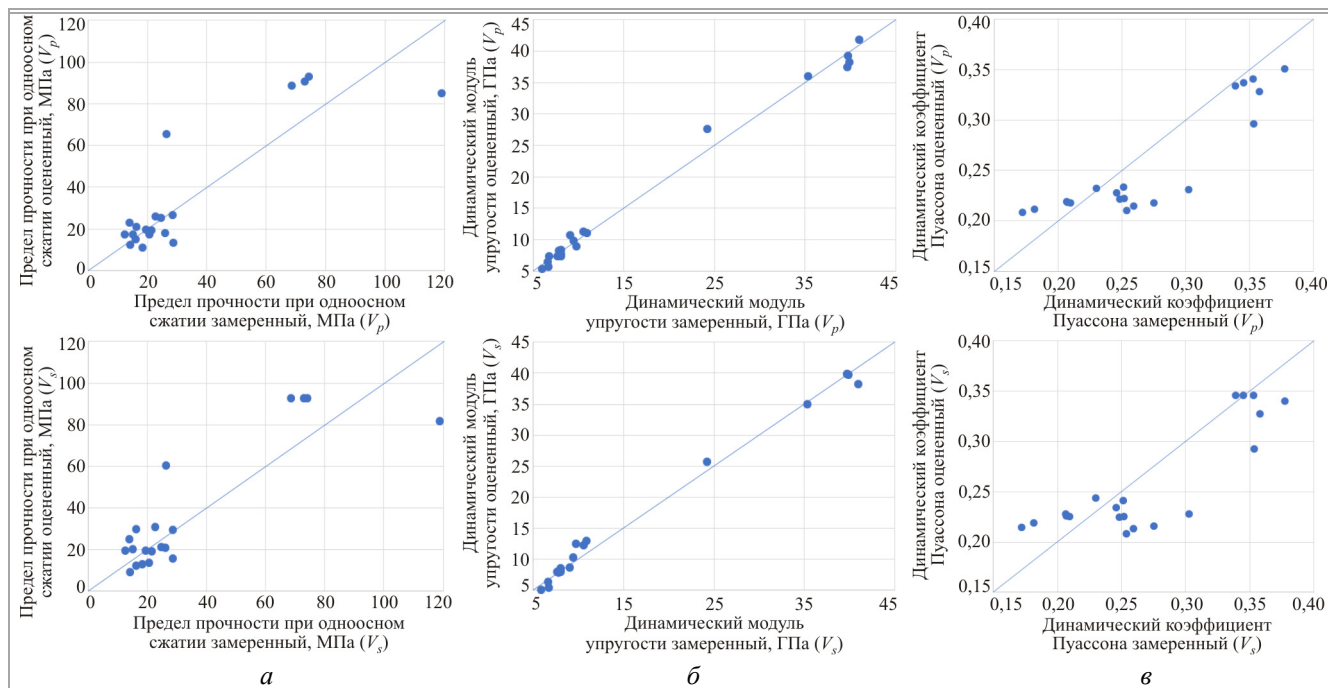 Предел прочности при одноосном
сжатии оцененный, МПа (Vp)
120
100
80
60
40
20
0
0 20 40 60 80 100 120
Предел прочности при одноосном
сжатии замеренный, МПа (Vp)
Динамический модуль
упругости оцененный, ГПа (Vp)
45
40
35
30
25
20
15
10
5
5 15 25 35 45
Динамический модуль
упругости замеренный, ГПа (Vp)
Динамический коэффициент
Пуассона оцененный (Vp)
0,40
0,35
0,30
0,25
0,20
0,15
0,15 0,20 0,25 0,30 0,35 0,40
Динамический коэффициент
Пуассона замеренный (Vp)
Предел прочности при одноосном
сжатии оцененный, МПа (Vs)
120
100
80
60
40
20
0
0 20 40 60 80 100 120
Предел прочности при одноосном
сжатии замеренный, МПа (Vs)
Динамический модуль
упругости оцененный, ГПа (Vs)
45
40
35
30
25
20
15
10
5
5 15 25 35 45
Динамический модуль
упругости замеренный, ГПа (Vs)
Динамический коэффициент
Пуассона оцененный (Vs)
0,40
0,35
0,30
0,25
0,20
0,15
0,15 0,20 0,25 0,30 0,35 0,40
Динамический коэффициент
Пуассона замеренный (Vs)
а б в